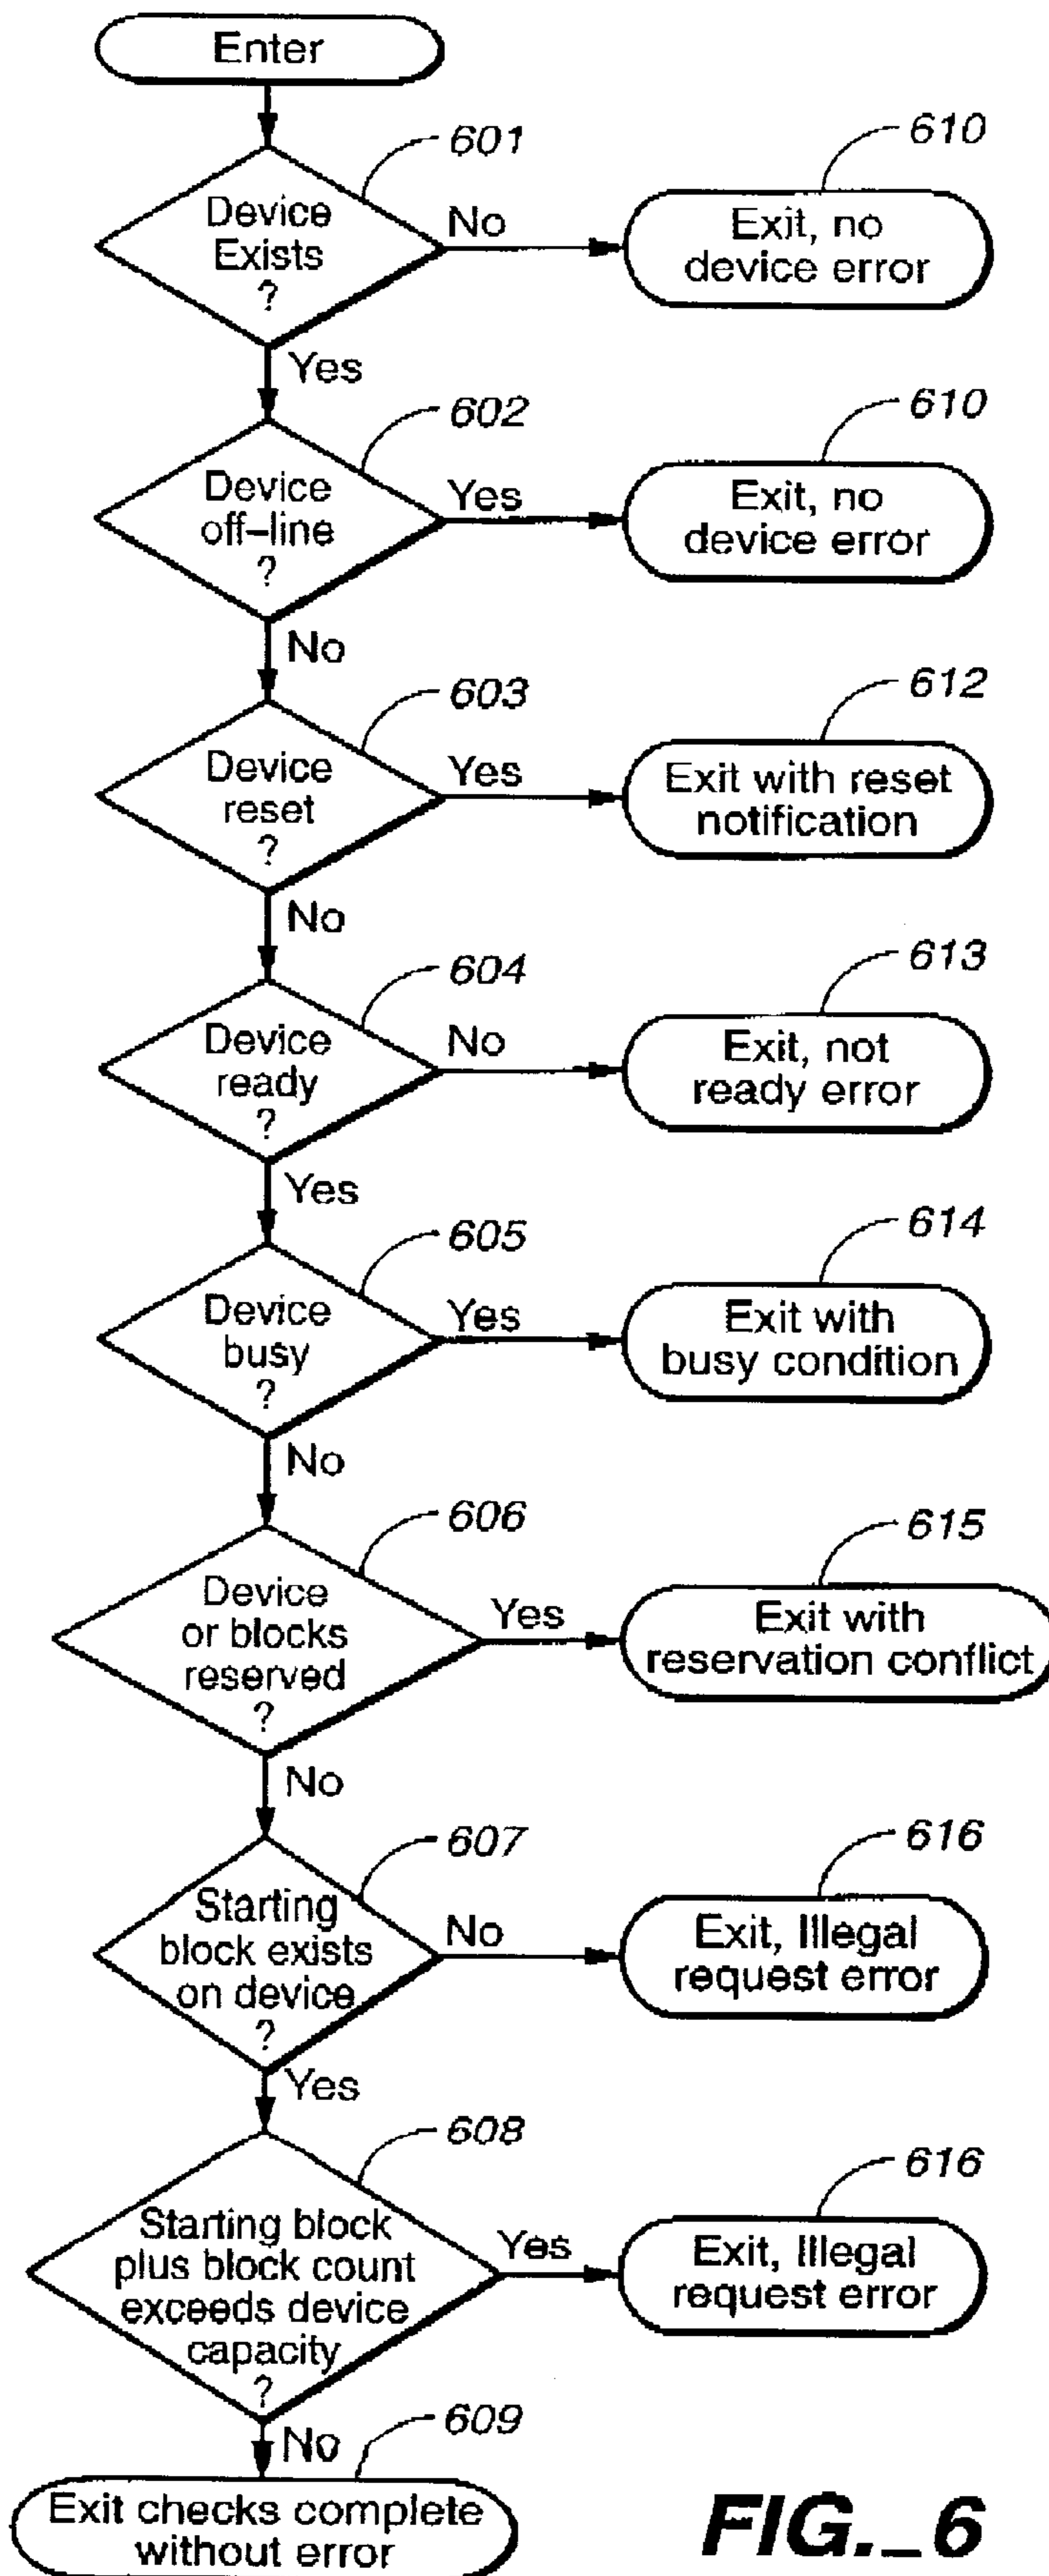 Enter
601
Device
Exists
?
No
610
Exit, no
device error
Yes
602
Device
off-line
?
Yes
610
Exit, no
device error
No
603
Device
reset
?
Yes
612
Exit with reset
notification
No
604
Device
ready
?
No
613
Exit, not
ready error
Yes
605
Device
busy
?
Yes
614
Exit with
busy condition
No
606
Device
or blocks
reserved
?
Yes
615
Exit with
reservation conflict
No
607
Starting
block exists
on device
?
No
616
Exit, Illegal
request error
Yes
608
Starting block
plus block count
exceeds device
capacity
?
Yes
616
Exit, Illegal
request error
No
609
Exit checks complete
without error
FIG._6